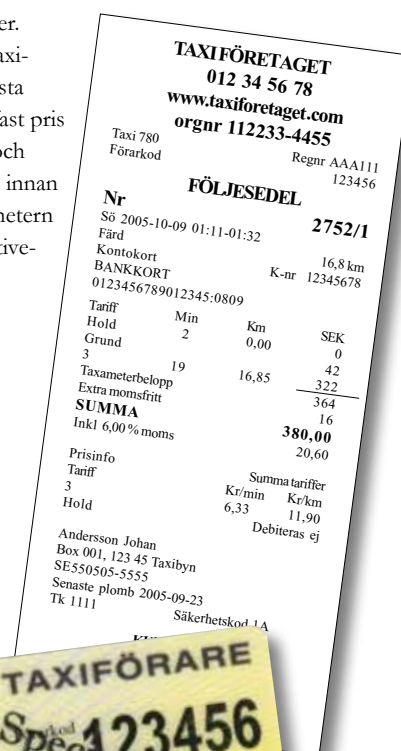 er.
axi-
sta
ast pris
och
innan
netern
tive-
TAXIFÖRETAGET
012 34 56 78
www.taxiforetaget.com
orgnr 112233-4455
Taxi 780 Regnr AAA111
Förarkod 123456
FÖLJESEDEL
Nr 2752/1
Sö 2005-10-09 01:11-01:32
Färd 16,8 km
Kontokort K-nr 12345678
BANKKORT
0123456789012345:0809
Tariff Min Km SEK
Hold 2 0,00 0
Grund 42
3 19 16,85 322
Taxameterbelopp 364
Extra momsfritt 16
SUMMA 380,00
Inkl 6,00% moms 20,60
Prisinfo Summa tariffer
Tariff Kr/min Kr/km
3 6,33 11,90
Hold Debiteras ej
Andersson Johan
Box 001, 123 45 Taxibyn
SE550505-5555
Senaste plomb 2005-09-23
Tk 1111 Säkerhetskod 1A
TAXIFÖRARE
123456